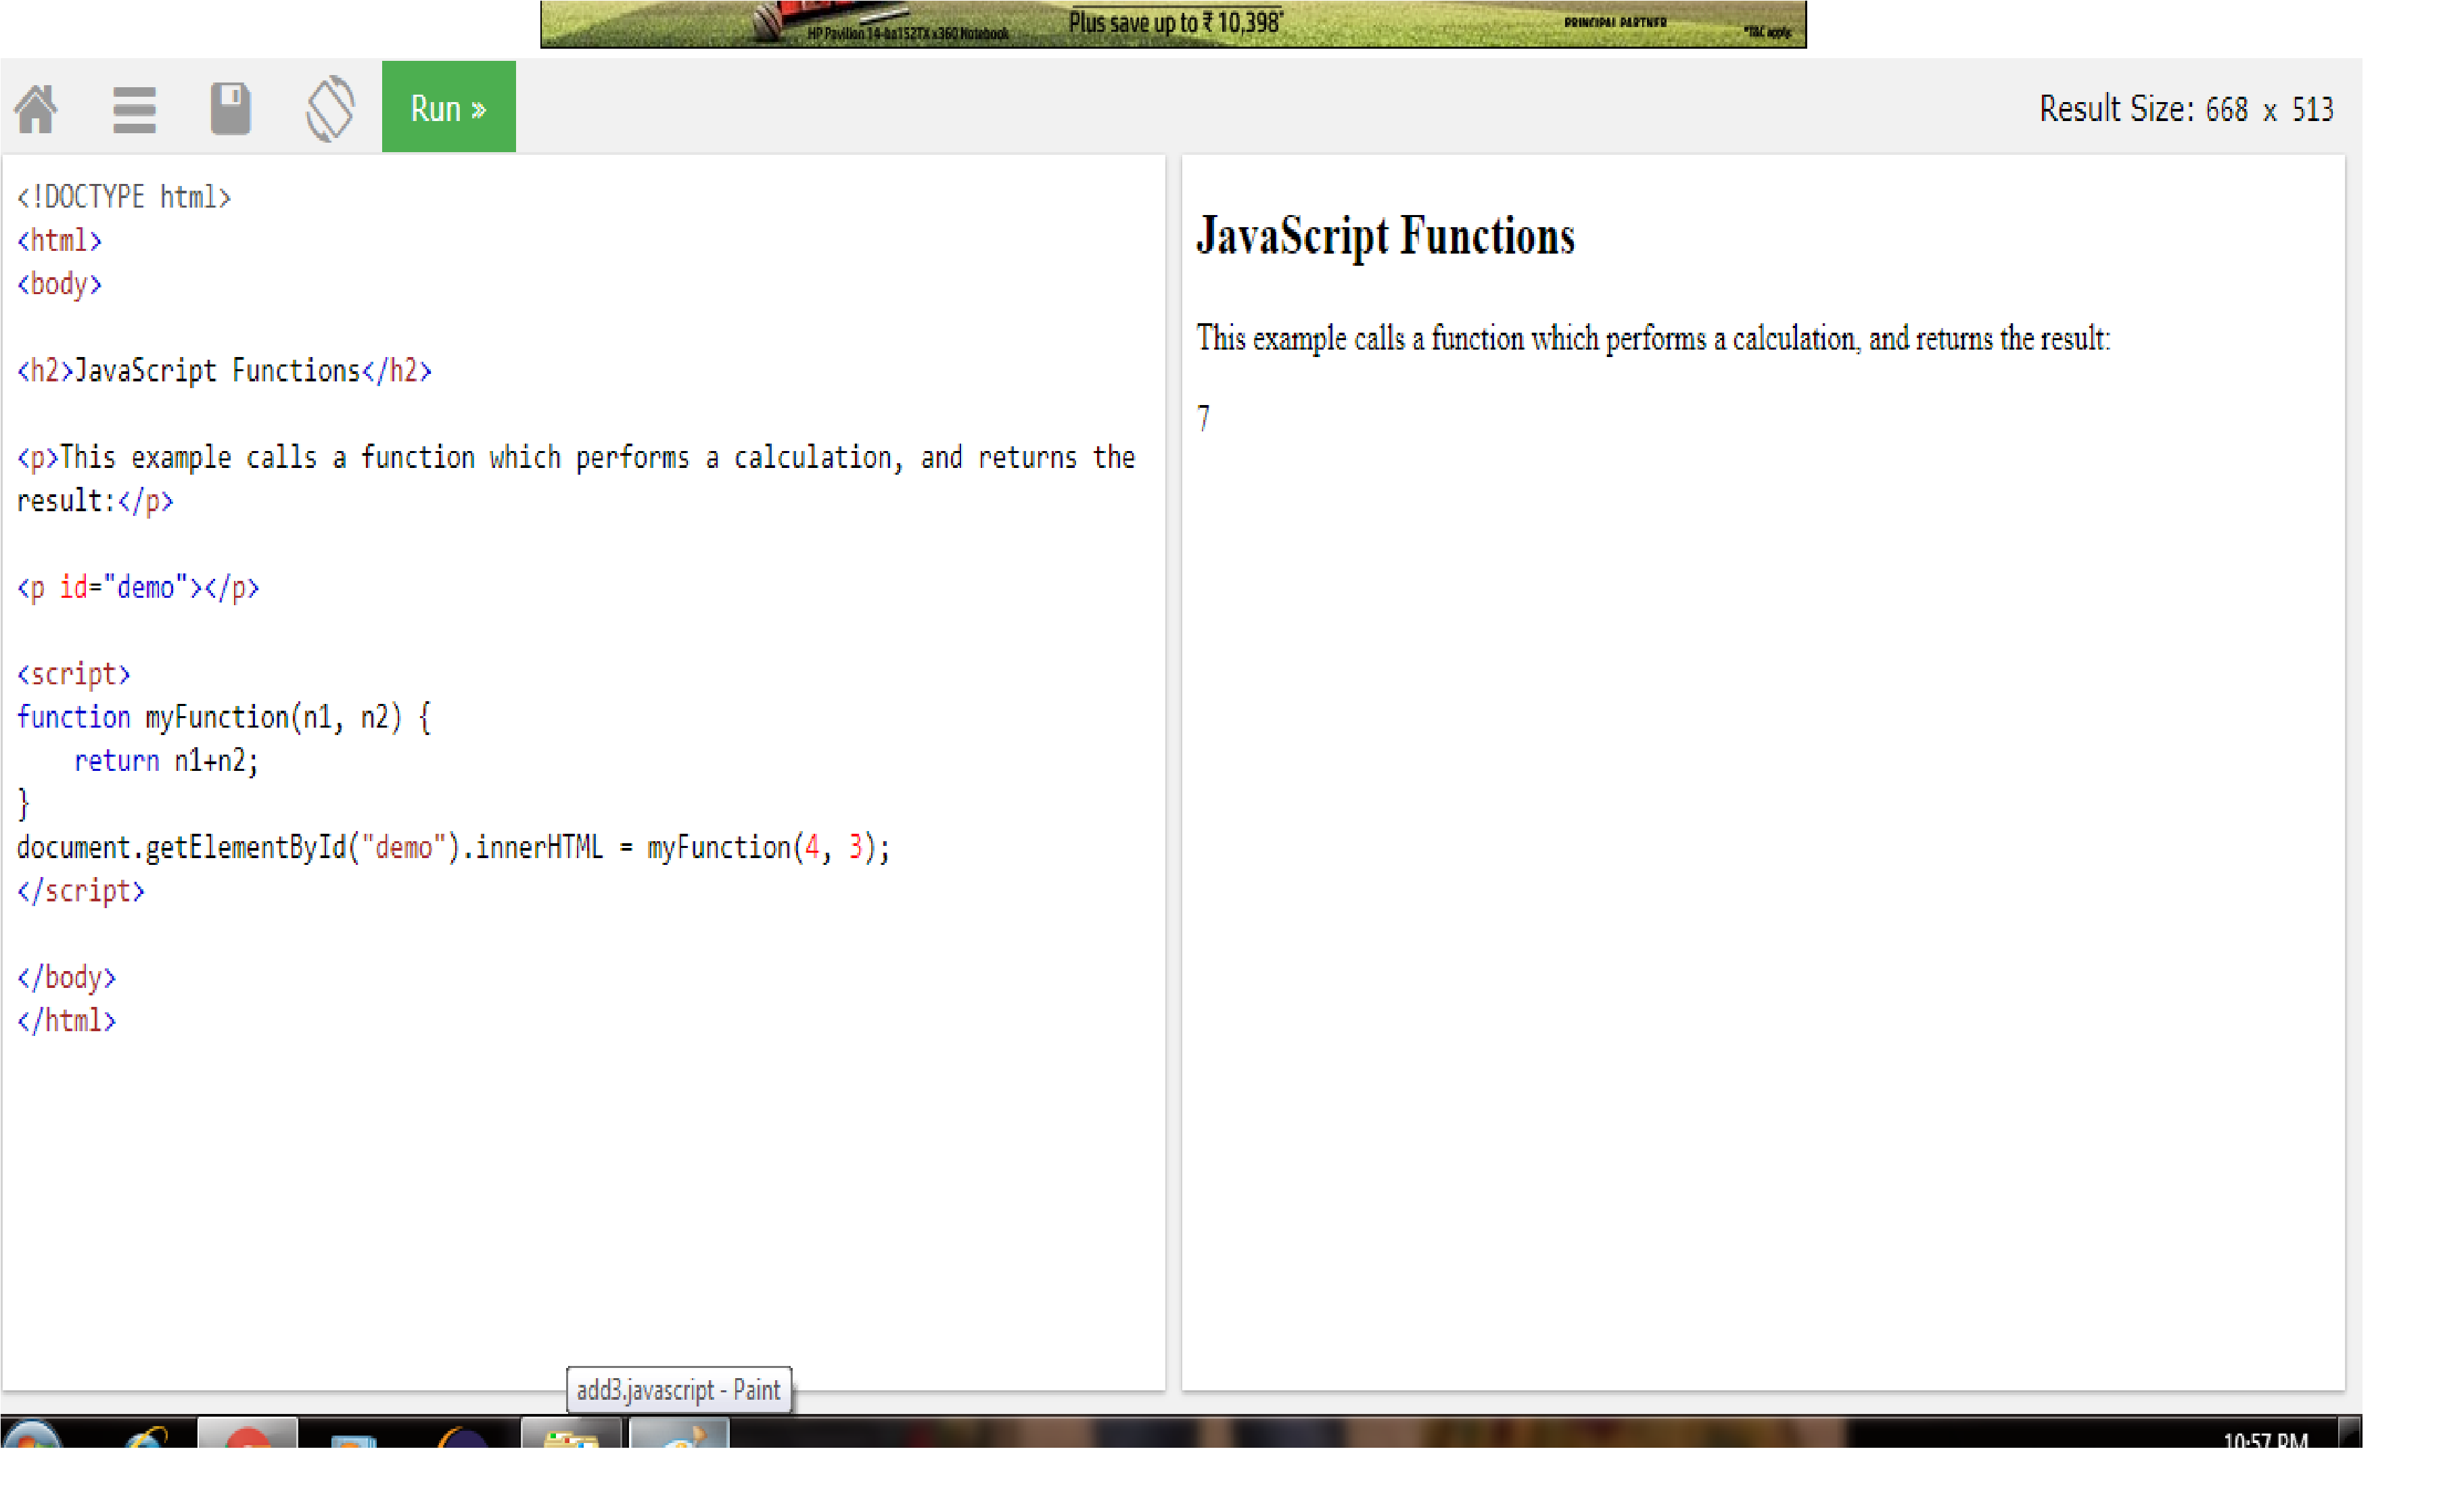 Plus save up to ₹ 10,398*
HP Pavilion 14-ba152TX x360 Notebook
PRINCIPAL PARTNER
*T&C apply.
Run »
Result Size: 668 x 513
<!DOCTYPE html>
<html>
<body>
<h2>JavaScript Functions</h2>
<p>This example calls a function which performs a calculation, and returns the
result:</p>
<p id="demo"></p>
<script>
function myFunction(n1, n2) {
    return n1+n2;
}
document.getElementById("demo").innerHTML = myFunction(4, 3);
</script>
</body>
</html>
JavaScript Functions
This example calls a function which performs a calculation, and returns the result:
7
add3.javascript - Paint
10:57 PM